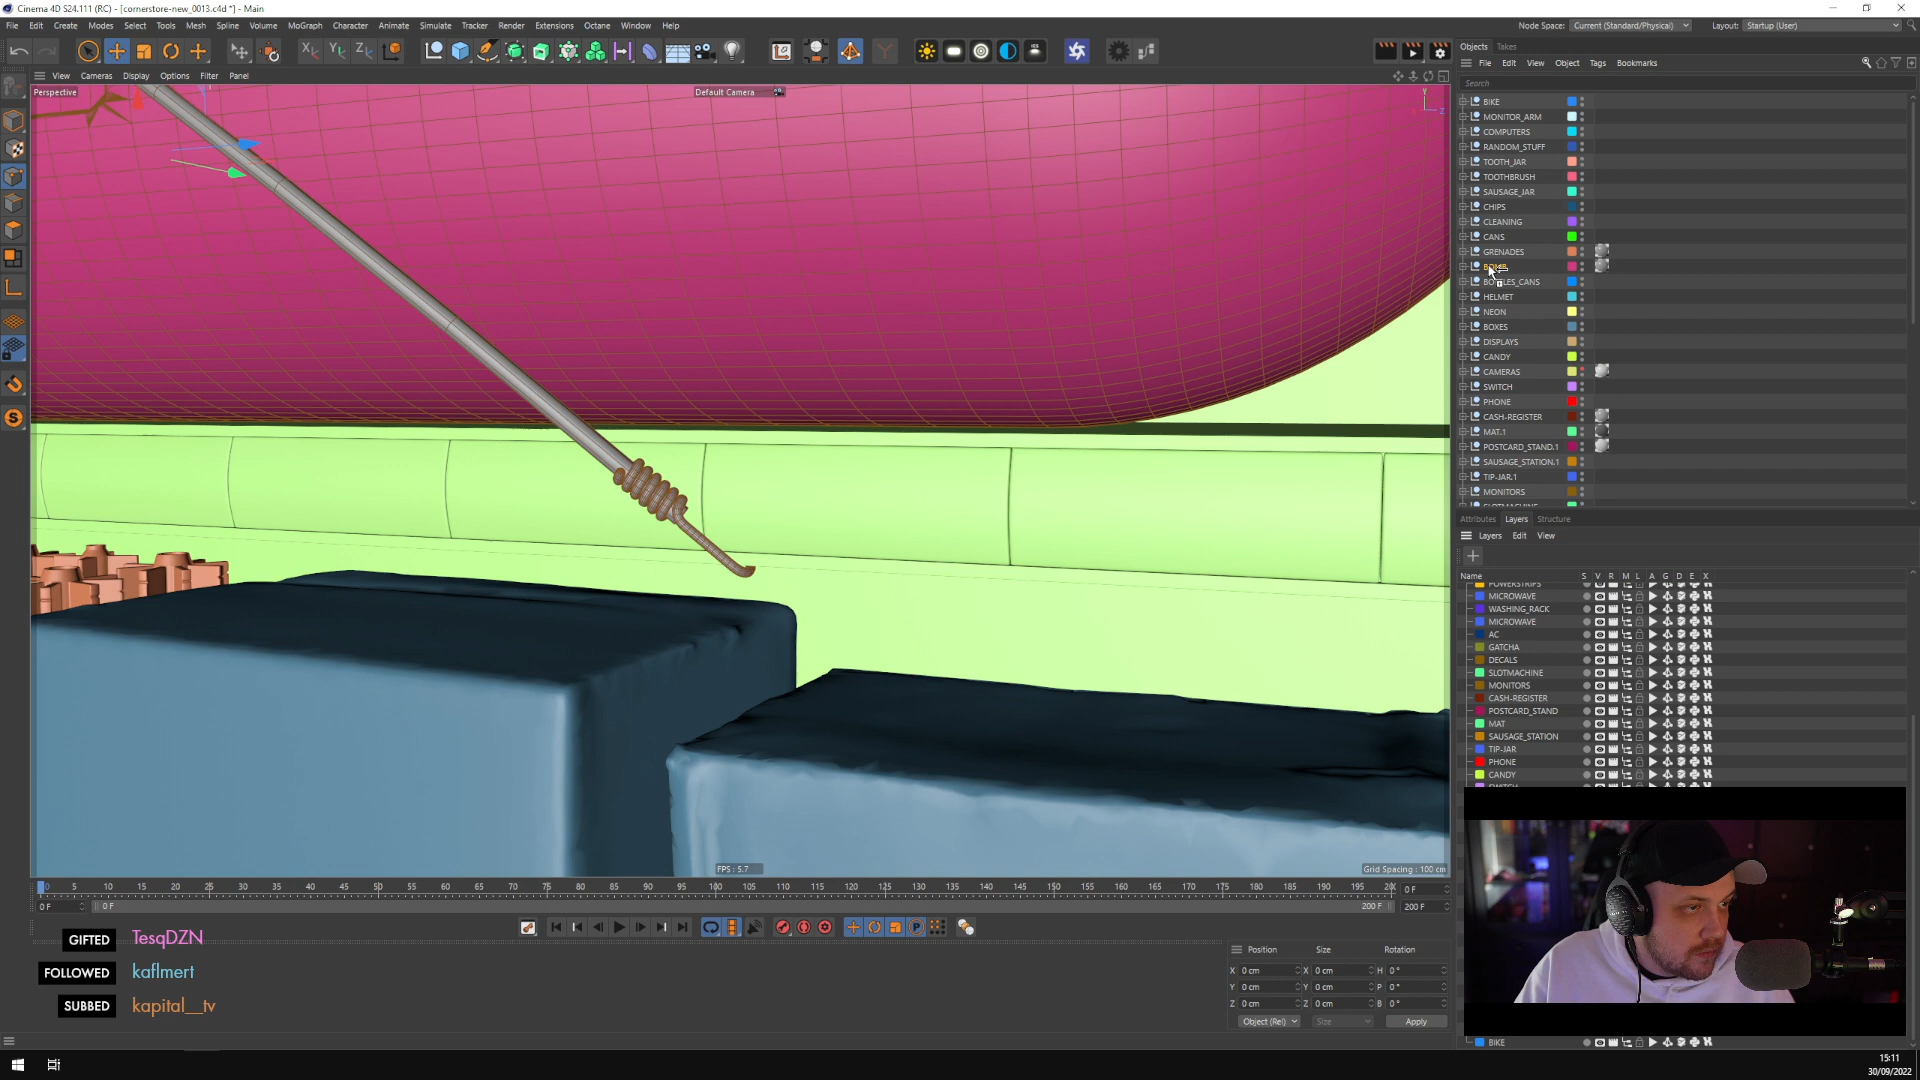 Cinema 4D S24.111 (RC) - [cornerstore-new_0013.c4d *] - Main
File Edit Create Modes Select Tools Mesh Spline Volume MoGraph Character Animate Simulate Tracker Render Extensions Octane Window Help
Node Space: Current (Standard/Physical) Layout: Startup (User)
Objects Takes
File Edit View Object Tags Bookmarks
View Cameras Display Options Filter Panel
Search
Perspective
Default Camera
Y
Z
BIKE
MONITOR_ARM
COMPUTERS
RANDOM_STUFF
TOOTH_JAR
TOOTHBRUSH
SAUSAGE_JAR
CHIPS
CLEANING
CANS
GRENADES
HELMET
NEON
BOXES
DISPLAYS
CANDY
CAMERAS
SWITCH
PHONE
CASH-REGISTER
MAT.1
POSTCARD_STAND.1
SAUSAGE_STATION.1
TIP-JAR.1
MONITORS
Attributes Layers Structure
Layers Edit View
Name S V R M L A G D E X
POWERSTRIPS
MICROWAVE
WASHING_RACK
MICROWAVE
AC
GATCHA
DECALS
SLOTMACHINE
MONITORS
CASH-REGISTER
POSTCARD_STAND
MAT
SAUSAGE_STATION
TIP-JAR
PHONE
CANDY
BIKE
FPS : 5.7
Grid Spacing : 100 cm
0 5 10 15 20 25 30 35 40 45 50 55 60 65 70 75 80 85 90 95 100 105 110 115 120 125 130 135 140 145 150 155 160 165 170 175 180 185 190 195 200 0 F
0 F 0 F 200 F 200 F
GIFTED TesqDZN
FOLLOWED kaflmert
SUBBED kapital__tv
Position Size Rotation
X 0 cm X 0 cm H 0 °
Y 0 cm Y 0 cm P 0 °
Z 0 cm Z 0 cm B 0 °
Object (Rel) Size Apply
15:11
30/09/2022